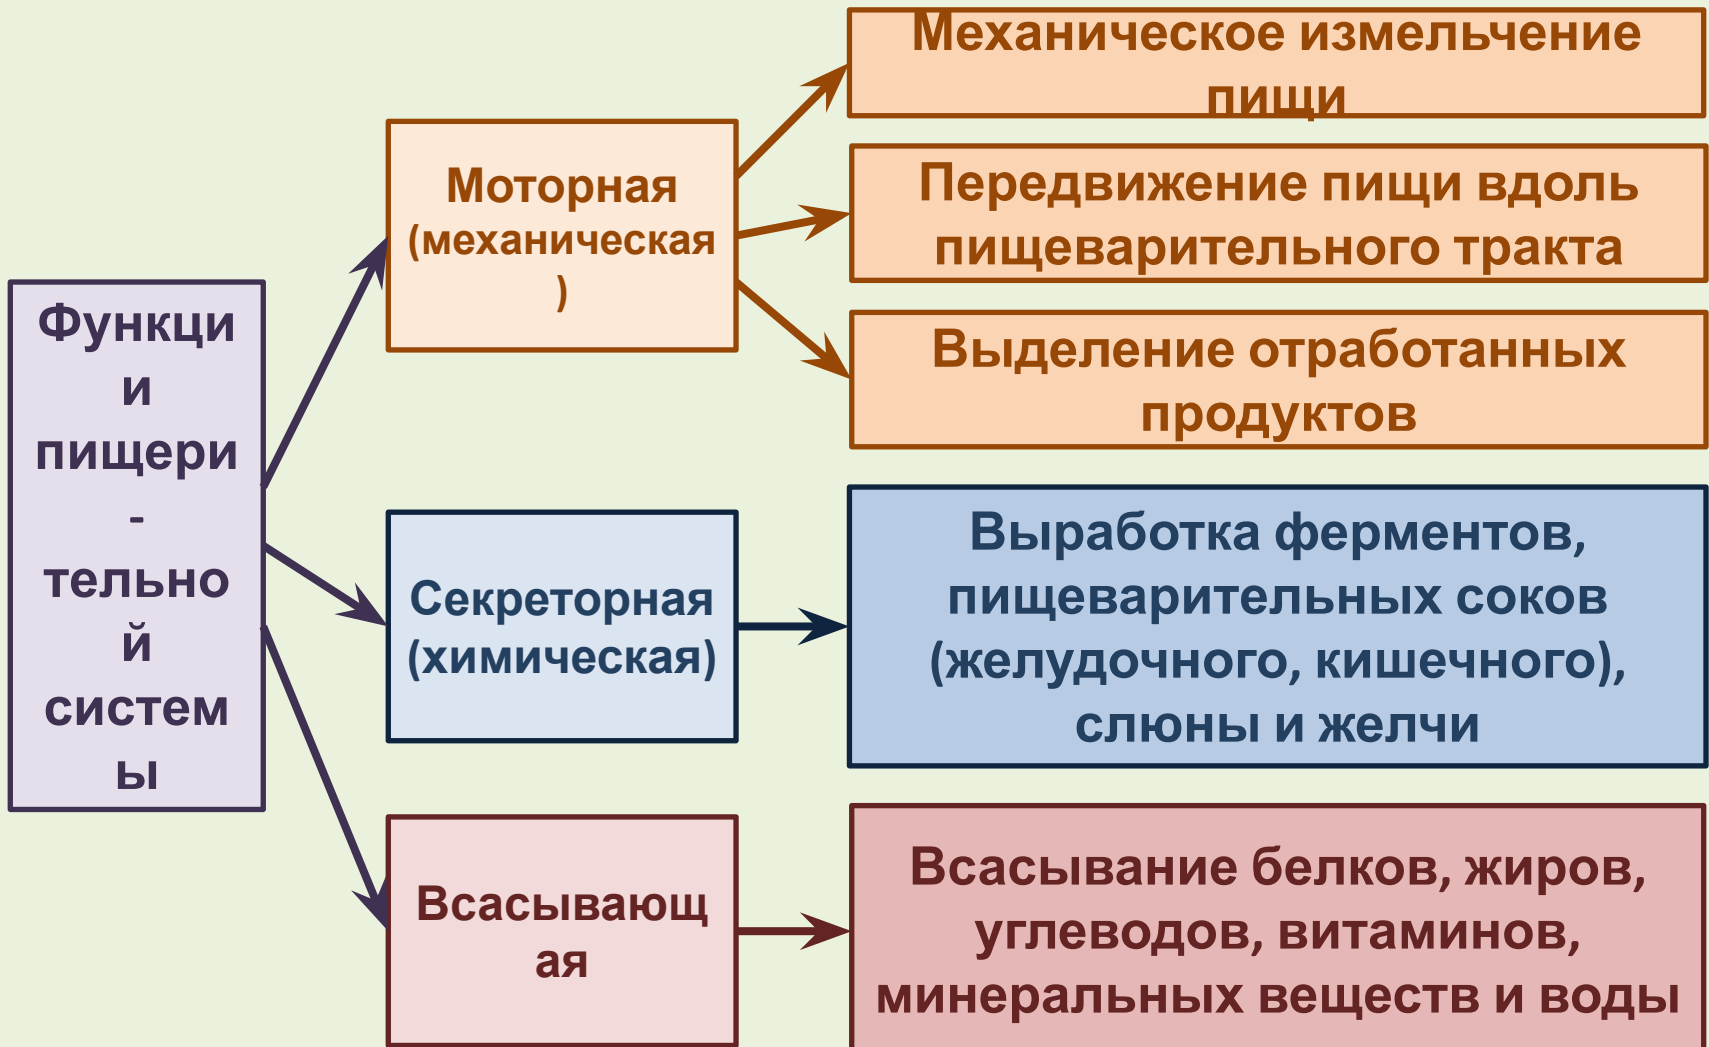 Функци
и
пищери
-
тельно
й
систем
ы
Моторная
(механическая
)
Механическое измельчение
пищи
Передвижение пищи вдоль
пищеварительного тракта
Выделение отработанных
продуктов
Секреторная
(химическая)
Выработка ферментов,
пищеварительных соков
(желудочного, кишечного),
слюны и желчи
Всасывающ
ая
Всасывание белков, жиров,
углеводов, витаминов,
минеральных веществ и воды